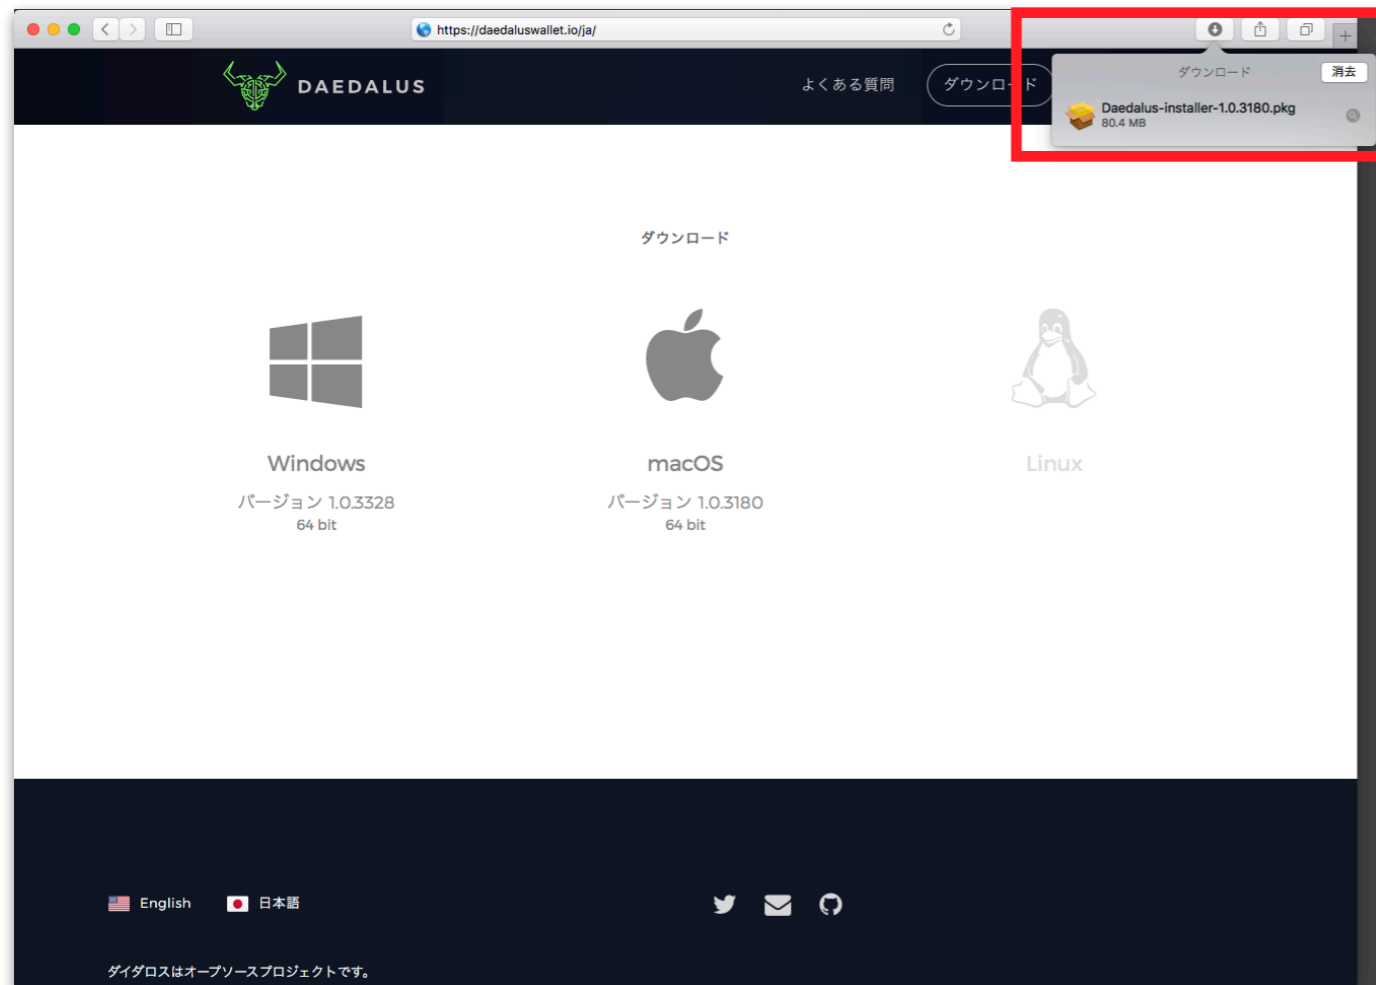 https://daedaluswallet.io/ja/
DAEDALUS
よくある質問
ダウンロード
ダウンロード
消去
Daedalus-installer-1.0.3180.pkg
80.4 MB
ダウンロード
Windows
バージョン 1.0.3328
64 bit
macOS
バージョン 1.0.3180
64 bit
Linux
English
日本語
ダイダロスはオープソースプロジェクトです。